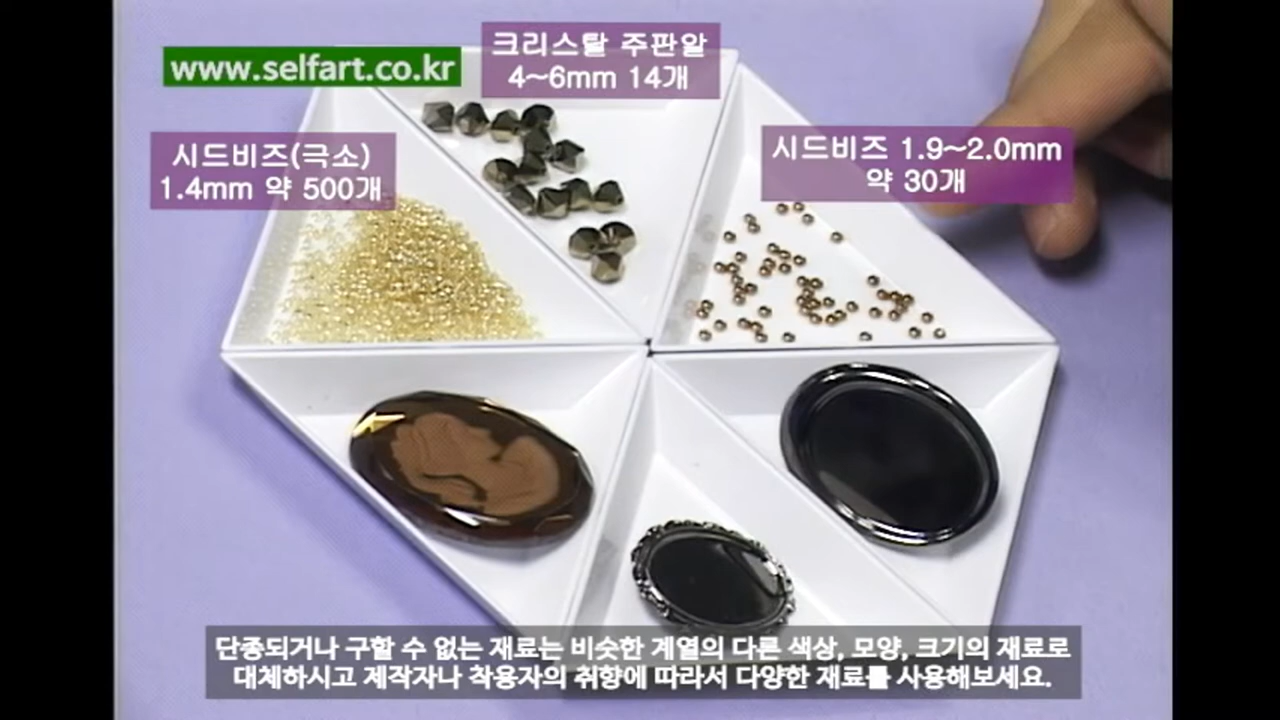 www.selfart.co.kr
크리스탈 주판알
4~6mm 14개
시드비즈(극소)
1.4mm 약 500개
시드비즈 1.9~2.0mm
약 30개
단종되거나 구할 수 없는 재료는 비슷한 계열의 다른 색상, 모양, 크기의 재료로
대체하시고 제작자나 착용자의 취향에 따라서 다양한 재료를 사용해보세요.